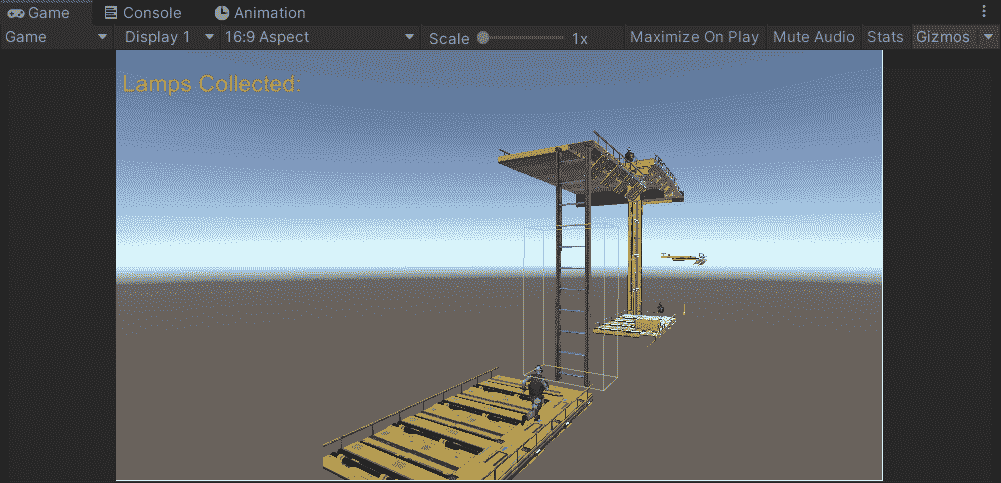 Game Console Animation
Game Display 1 16:9 Aspect Scale 1x Maximize On Play Mute Audio Stats Gizmos
Lamps Collected: